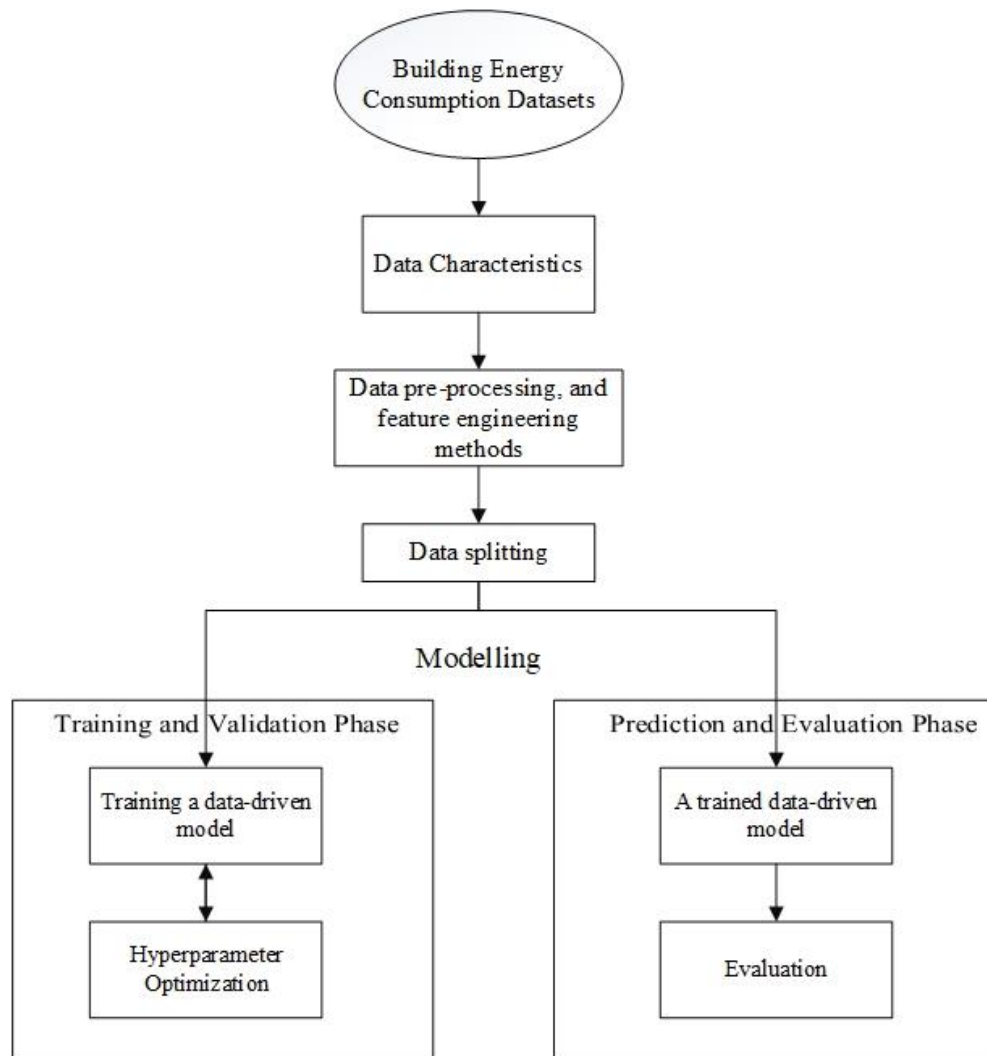 Building Energy
Consumption Datasets
Data Characteristics
Data pre-processing, and
feature engineering
methods
Data splitting
Modelling
Training and Validation Phase
Training a data-driven
model
Hyperparameter
Optimization
Prediction and Evaluation Phase
A trained data-driven
model
Evaluation